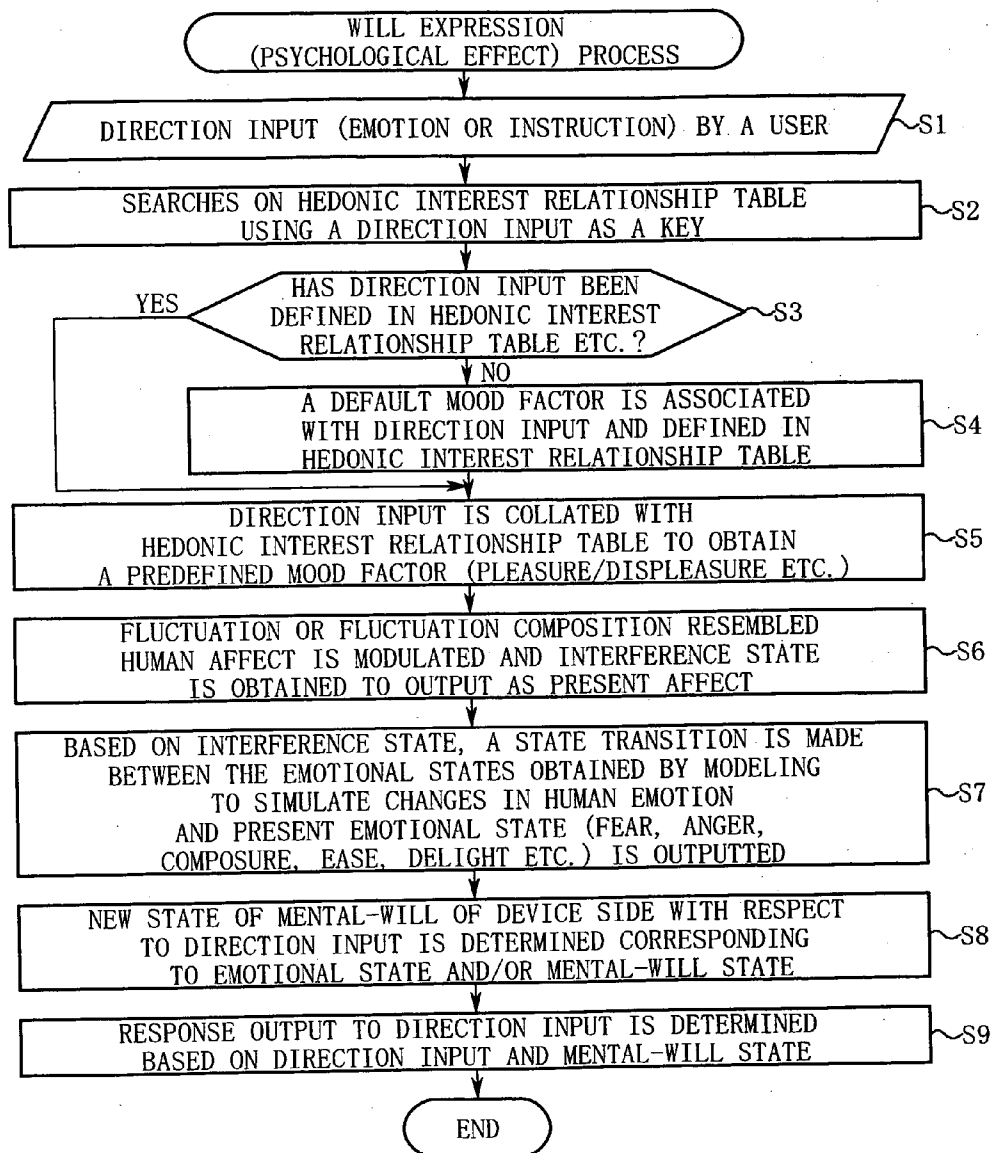 WILL EXPRESSION
(PSYCHOLOGICAL EFFECT) PROCESS
DIRECTION INPUT (EMOTION OR INSTRUCTION) BY A USER
S1
SEARCHES ON HEDONIC INTEREST RELATIONSHIP TABLE
USING A DIRECTION INPUT AS A KEY
S2
HAS DIRECTION INPUT BEEN
DEFINED IN HEDONIC INTEREST
RELATIONSHIP TABLE ETC.?
S3
YES
NO
A DEFAULT MOOD FACTOR IS ASSOCIATED
WITH DIRECTION INPUT AND DEFINED IN
HEDONIC INTEREST RELATIONSHIP TABLE
S4
DIRECTION INPUT IS COLLATED WITH
HEDONIC INTEREST RELATIONSHIP TABLE TO OBTAIN
A PREDEFINED MOOD FACTOR (PLEASURE/DISPLEASURE ETC.)
S5
FLUCTUATION OR FLUCTUATION COMPOSITION RESEMBLED
HUMAN AFFECT IS MODULATED AND INTERFERENCE STATE
IS OBTAINED TO OUTPUT AS PRESENT AFFECT
S6
BASED ON INTERFERENCE STATE, A STATE TRANSITION IS MADE
BETWEEN THE EMOTIONAL STATES OBTAINED BY MODELING
TO SIMULATE CHANGES IN HUMAN EMOTION
AND PRESENT EMOTIONAL STATE (FEAR, ANGER,
COMPOSURE, EASE, DELIGHT ETC.) IS OUTPUTTED
S7
NEW STATE OF MENTAL-WILL OF DEVICE SIDE WITH RESPECT
TO DIRECTION INPUT IS DETERMINED CORRESPONDING
TO EMOTIONAL STATE AND/OR MENTAL-WILL STATE
S8
RESPONSE OUTPUT TO DIRECTION INPUT IS DETERMINED
BASED ON DIRECTION INPUT AND MENTAL-WILL STATE
S9
END